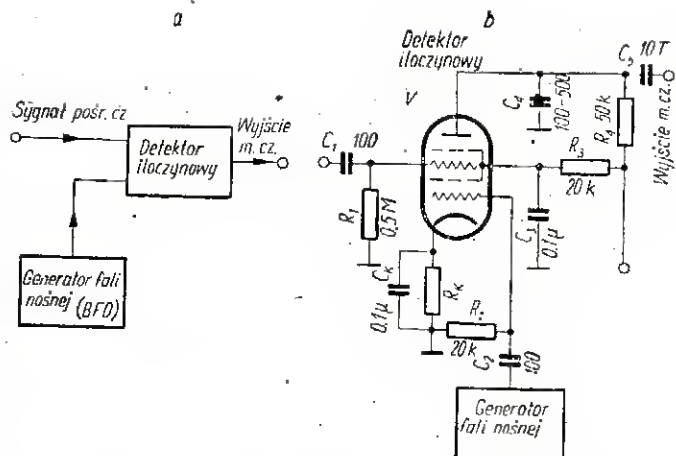 a
Sygnał pośr. cz
Detektor
iloczynowy
Wyjście
m. cz.
Generator fali
nośnej (BFO)
b
Detektor
iloczynowy
V
C₁ 100
R₁
0,5M
C₄
100-500
C₅ 10T
R₄ 50k
Wyjście m.cz.
R₃
20k
C₃
0,1μ
Cₖ
0,1μ
Rₖ
R₂
20k
C₂
100
Generator
fali nośnej